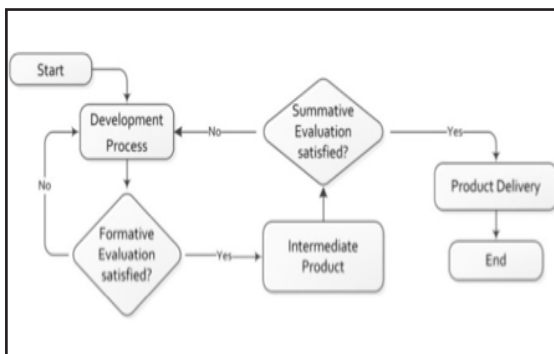 Start
Development
Process
No
Formative
Evaluation
satisfied?
Yes
Intermediate
Product
Summative
Evaluation
satisfied?
No
Yes
Product Delivery
End